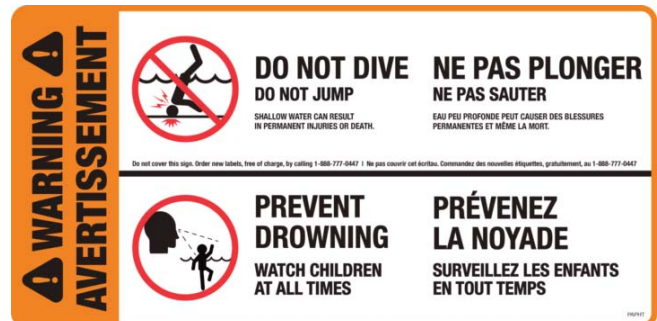 WARNING
AVERTISSEMENT
DO NOT DIVE
DO NOT JUMP
SHALLOW WATER CAN RESULT
IN PERMANENT INJURIES OR DEATH.
NE PAS PLONGER
NE PAS SAUTER
EAU PEU PROFONDE PEUT CAUSER DES BLESSURES
PERMANENTES ET MÊME LA MORT.
Do not cover this sign. Order new labels, free of charge, by calling 1-888-777-0447 | Ne pas couvrir cet écritau. Commandez des nouvelles étiquettes, gratuitement, au 1-888-777-0447
PREVENT
DROWNING
WATCH CHILDREN
AT ALL TIMES
PRÉVENEZ
LA NOYADE
SURVEILLEZ LES ENFANTS
EN TOUT TEMPS